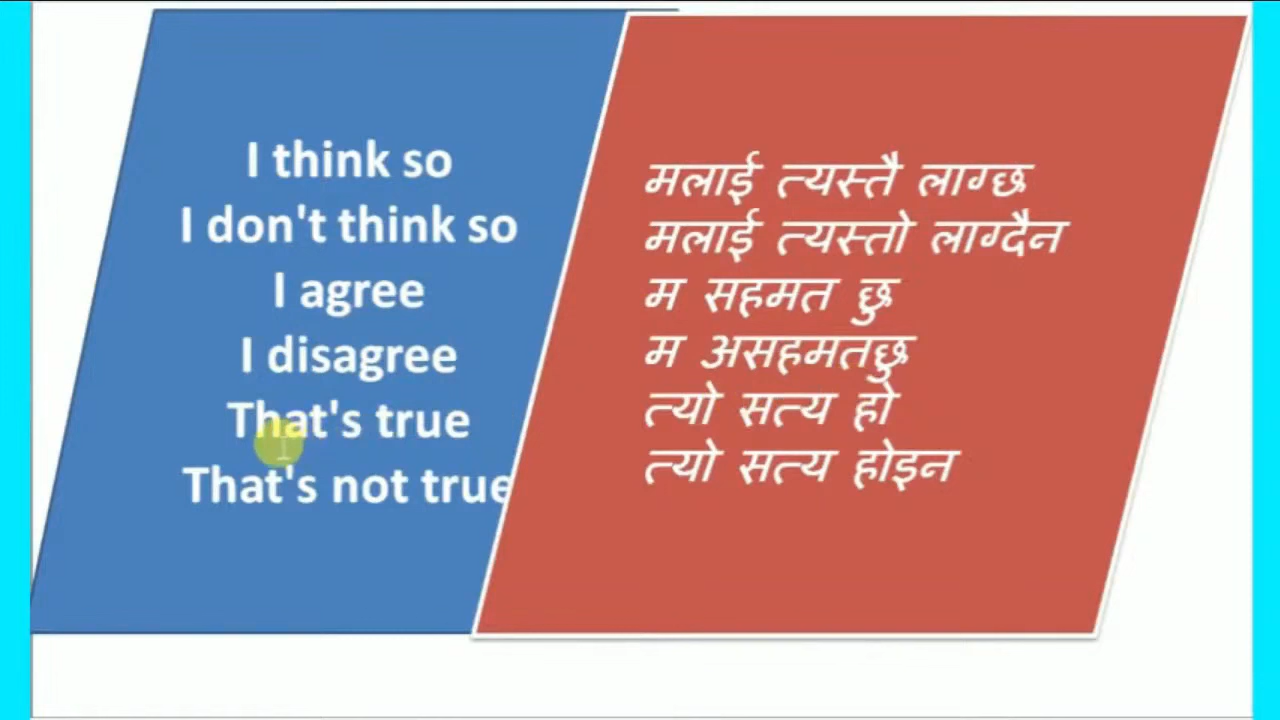 I think so
I don't think so
I agree
I disagree
That's true
That's not true
मलाई त्यस्तै लाग्छ
मलाई त्यस्तो लाग्दैन
म सहमत छु
म असहमतछु
त्यो सत्य हो
त्यो सत्य होइन